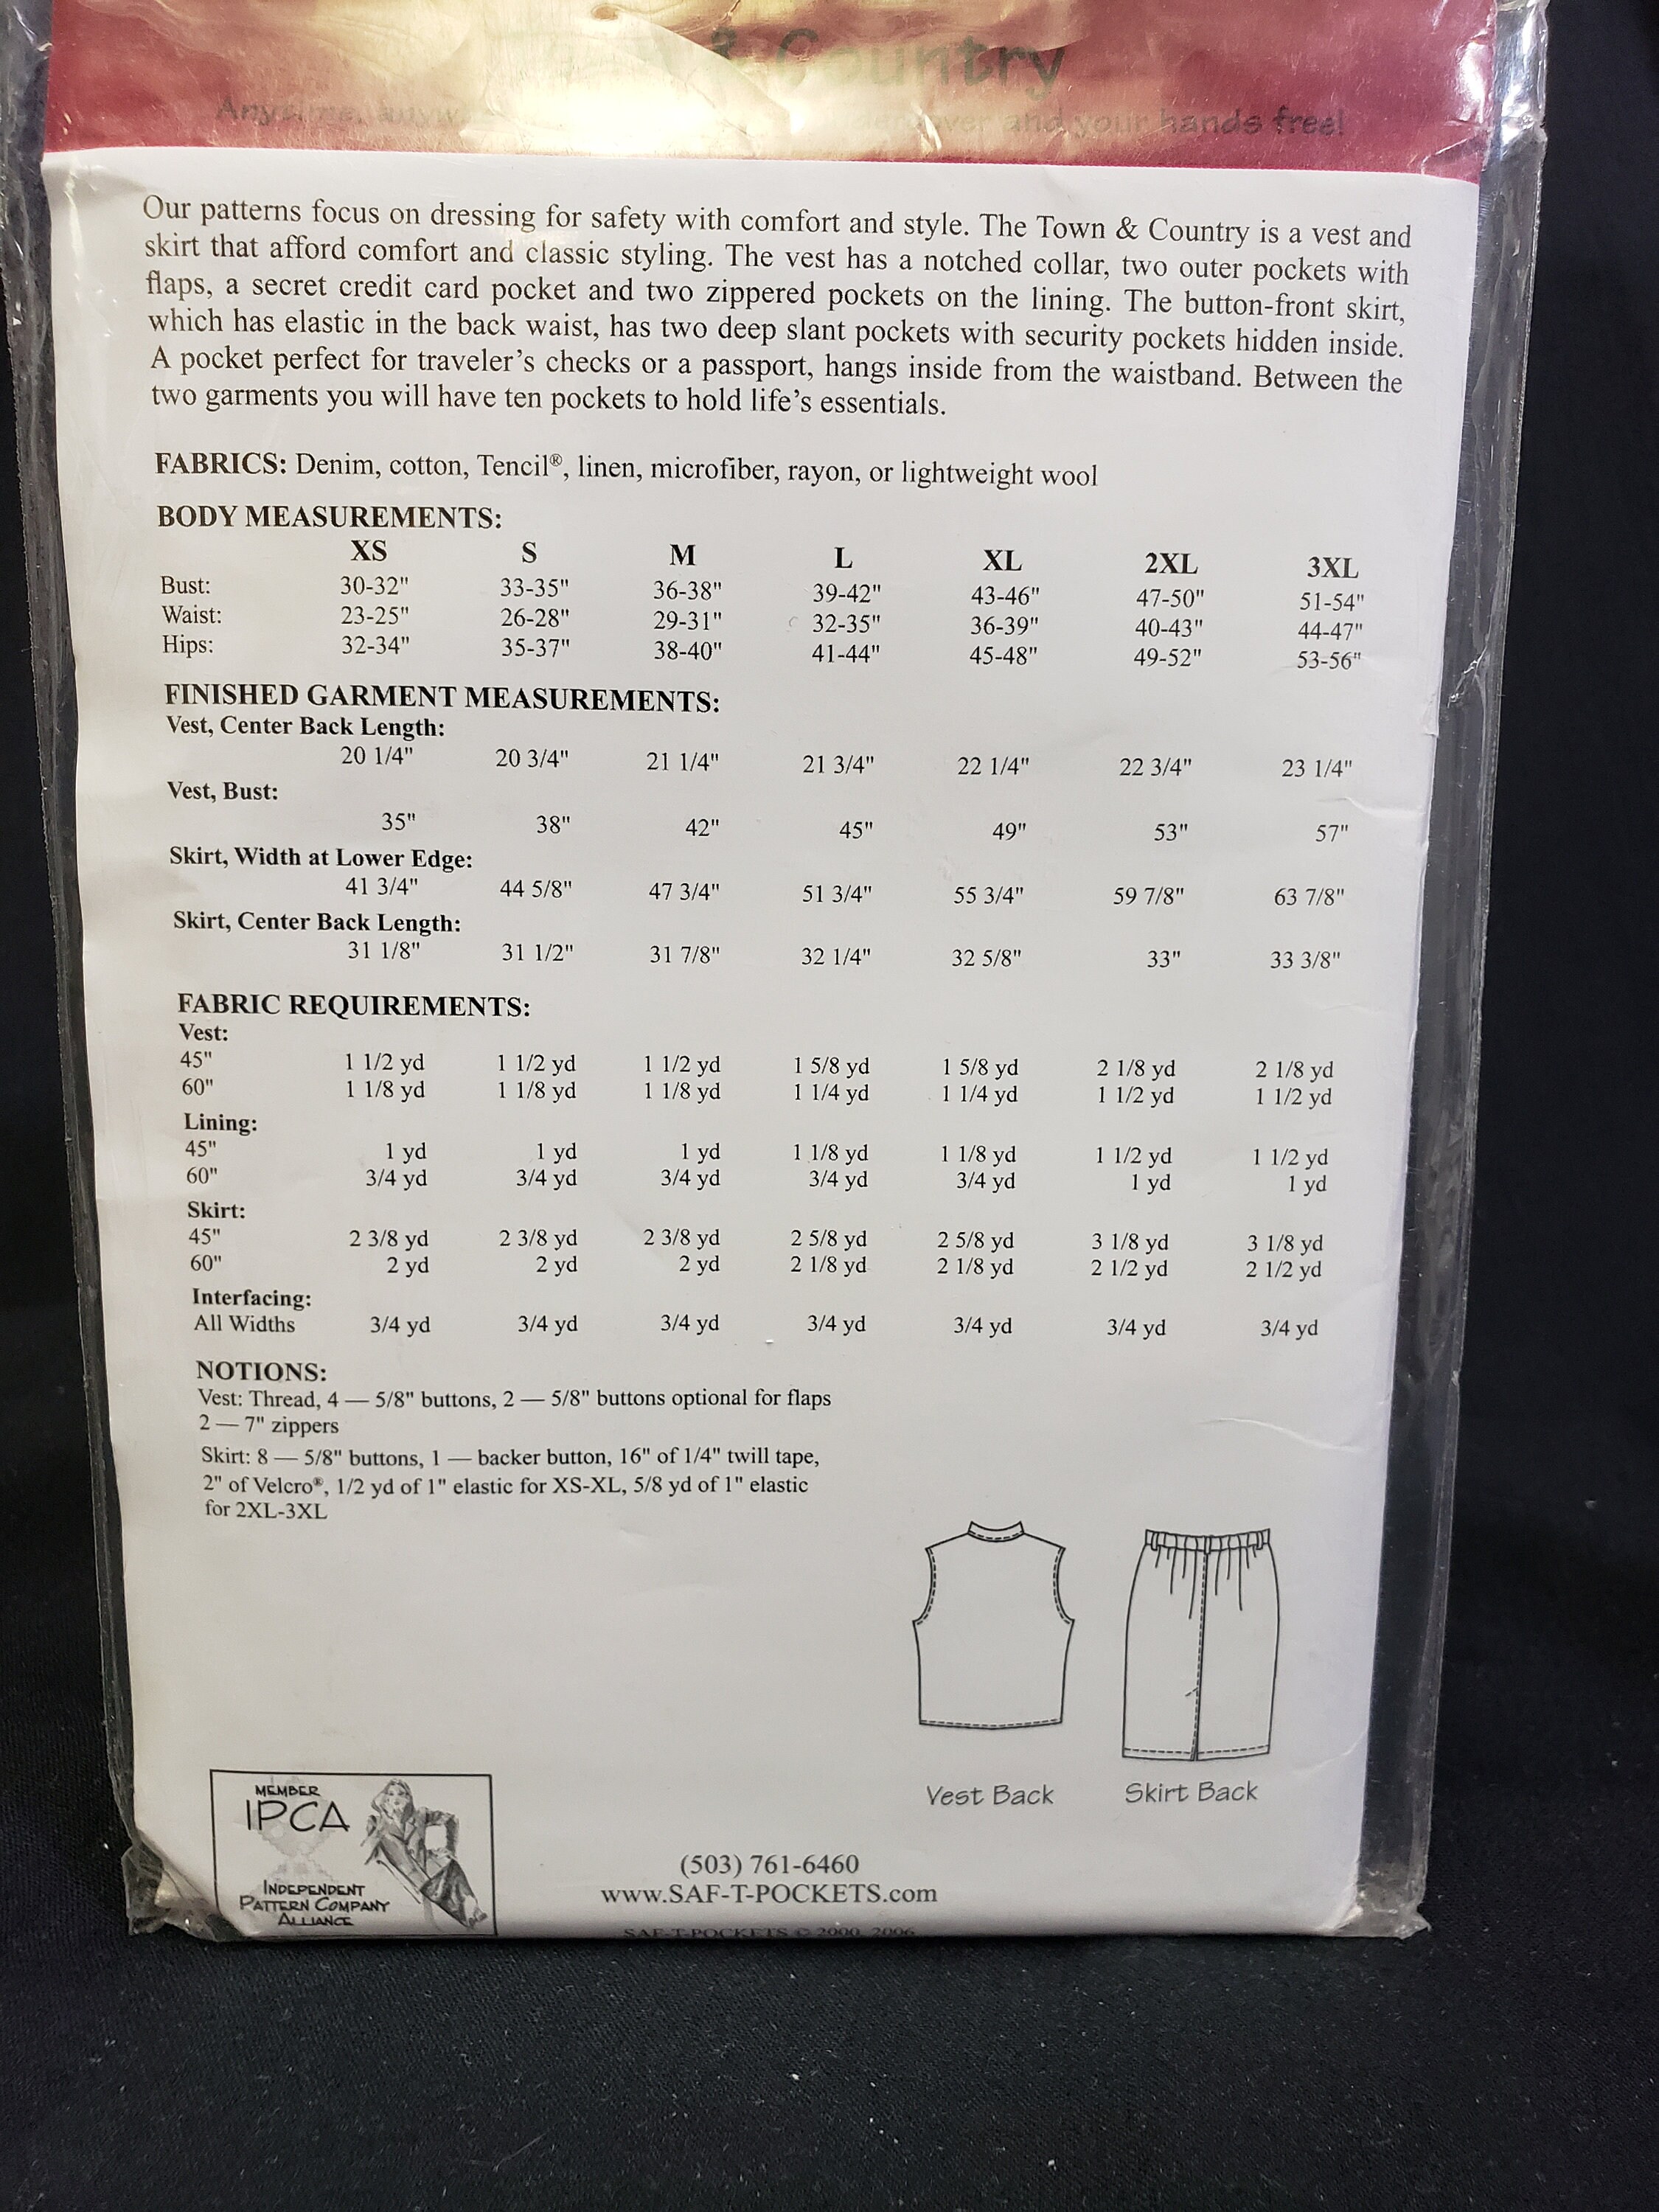 & Country
and your hands free!
Our patterns focus on dressing for safety with comfort and style. The Town & Country is a vest and
skirt that afford comfort and classic styling. The vest has a notched collar, two outer pockets with
flaps, a secret credit card pocket and two zippered pockets on the lining. The button-front skirt,
which has elastic in the back waist, has two deep slant pockets with security pockets hidden inside.
A pocket perfect for traveler's checks or a passport, hangs inside from the waistband. Between the
two garments you will have ten pockets to hold life's essentials.
FABRICS: Denim, cotton, Tencil®, linen, microfiber, rayon, or lightweight wool
BODY MEASUREMENTS:
XS S M L XL 2XL 3XL
Bust: 30-32" 33-35" 36-38" 39-42" 43-46" 47-50" 51-54"
Waist: 23-25" 26-28" 29-31" 32-35" 36-39" 40-43" 44-47"
Hips: 32-34" 35-37" 38-40" 41-44" 45-48" 49-52" 53-56"
FINISHED GARMENT MEASUREMENTS:
Vest, Center Back Length:
20 1/4" 20 3/4" 21 1/4" 21 3/4" 22 1/4" 22 3/4" 23 1/4"
Vest, Bust:
35" 38" 42" 45" 49" 53" 57"
Skirt, Width at Lower Edge:
41 3/4" 44 5/8" 47 3/4" 51 3/4" 55 3/4" 59 7/8" 63 7/8"
Skirt, Center Back Length:
31 1/8" 31 1/2" 31 7/8" 32 1/4" 32 5/8" 33" 33 3/8"
FABRIC REQUIREMENTS:
Vest:
45" 1 1/2 yd 1 1/2 yd 1 1/2 yd 1 5/8 yd 1 5/8 yd 2 1/8 yd 2 1/8 yd
60" 1 1/8 yd 1 1/8 yd 1 1/8 yd 1 1/4 yd 1 1/4 yd 1 1/2 yd 1 1/2 yd
Lining:
45" 1 yd 1 yd 1 yd 1 1/8 yd 1 1/8 yd 1 1/2 yd 1 1/2 yd
60" 3/4 yd 3/4 yd 3/4 yd 3/4 yd 3/4 yd 1 yd 1 yd
Skirt:
45" 2 3/8 yd 2 3/8 yd 2 3/8 yd 2 5/8 yd 2 5/8 yd 3 1/8 yd 3 1/8 yd
60" 2 yd 2 yd 2 yd 2 1/8 yd 2 1/8 yd 2 1/2 yd 2 1/2 yd
Interfacing:
All Widths 3/4 yd 3/4 yd 3/4 yd 3/4 yd 3/4 yd 3/4 yd 3/4 yd
NOTIONS:
Vest: Thread, 4 — 5/8" buttons, 2 — 5/8" buttons optional for flaps
2 — 7" zippers
Skirt: 8 — 5/8" buttons, 1 — backer button, 16" of 1/4" twill tape,
2" of Velcro®, 1/2 yd of 1" elastic for XS-XL, 5/8 yd of 1" elastic
for 2XL-3XL
Vest Back Skirt Back
MEMBER
IPCA
INDEPENDENT
PATTERN COMPANY
ALLIANCE
(503) 761-6460
www.SAF-T-POCKETS.com
SAF-T-POCKETS © 2000, 2006